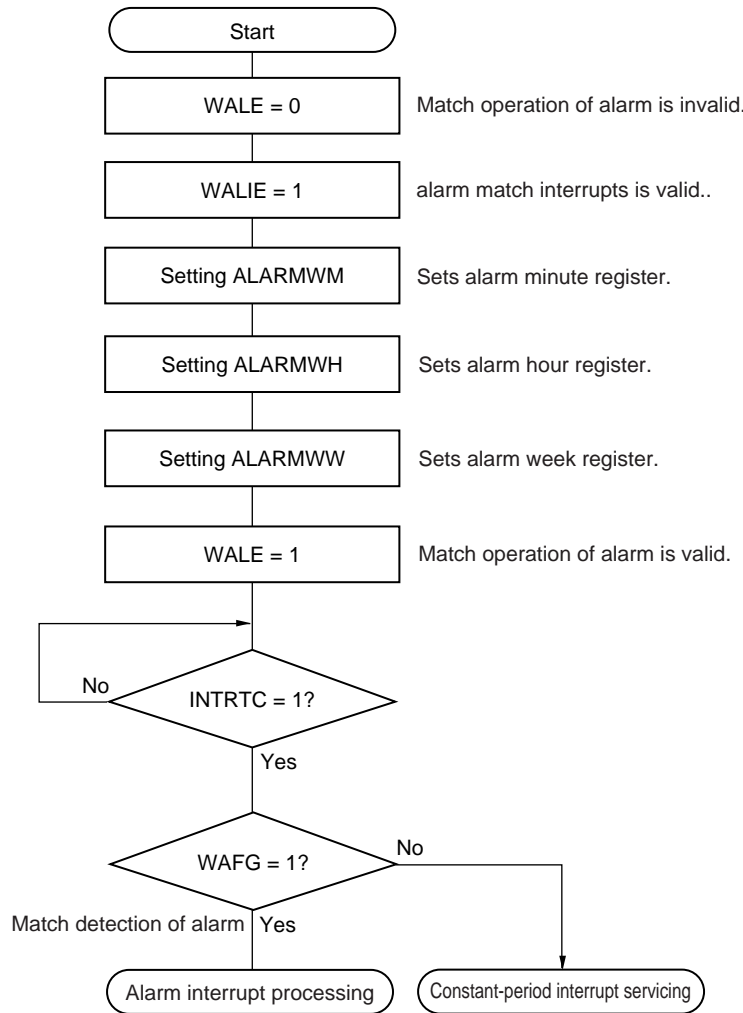 Start
WALE = 0
Match operation of alarm is invalid.
WALIE = 1
alarm match interrupts is valid..
Setting ALARMWM
Sets alarm minute register.
Setting ALARMWH
Sets alarm hour register.
Setting ALARMWW
Sets alarm week register.
WALE = 1
Match operation of alarm is valid.
No
INTRTC = 1?
Yes
WAFG = 1?
No
Match detection of alarm
Yes
Alarm interrupt processing
Constant-period interrupt servicing